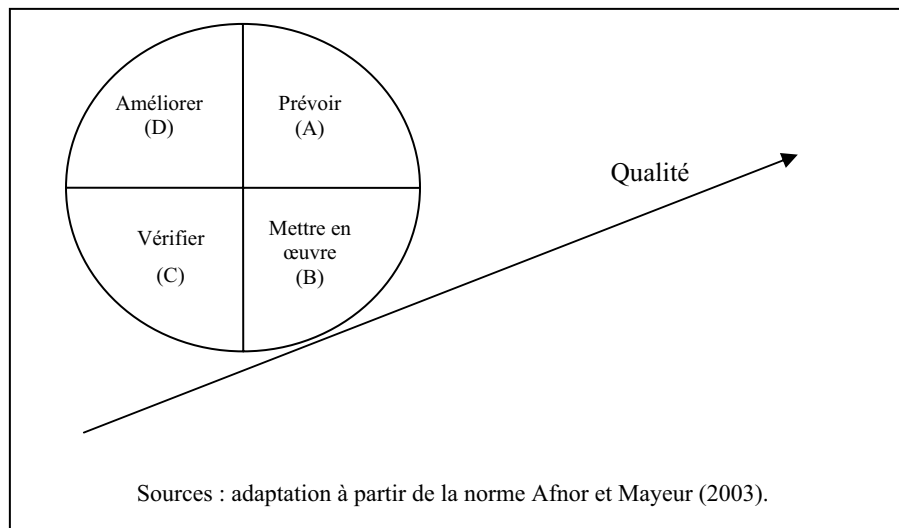 Améliorer
(D)
Prévoir
(A)
Qualité
Vérifier
(C)
Mettre en
œuvre
(B)
Sources : adaptation à partir de la norme Afnor et Mayeur (2003).